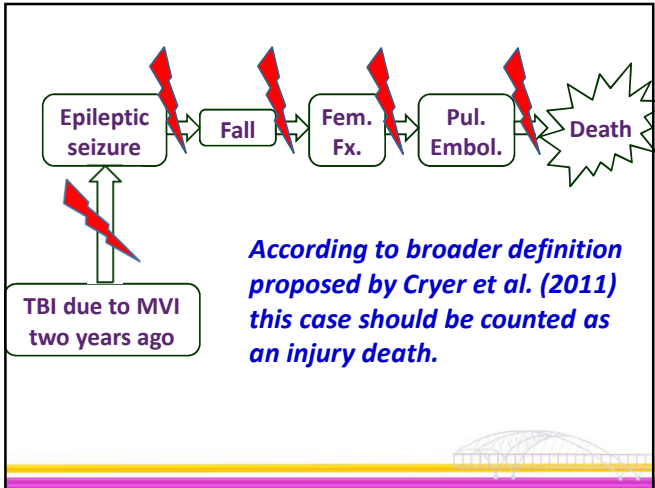 Epileptic
seizure
Fall
Fem.
Fx.
Pul.
Embol.
Death
TBI due to MVI
two years ago
According to broader definition
proposed by Cryer et al. (2011)
this case should be counted as
an injury death.